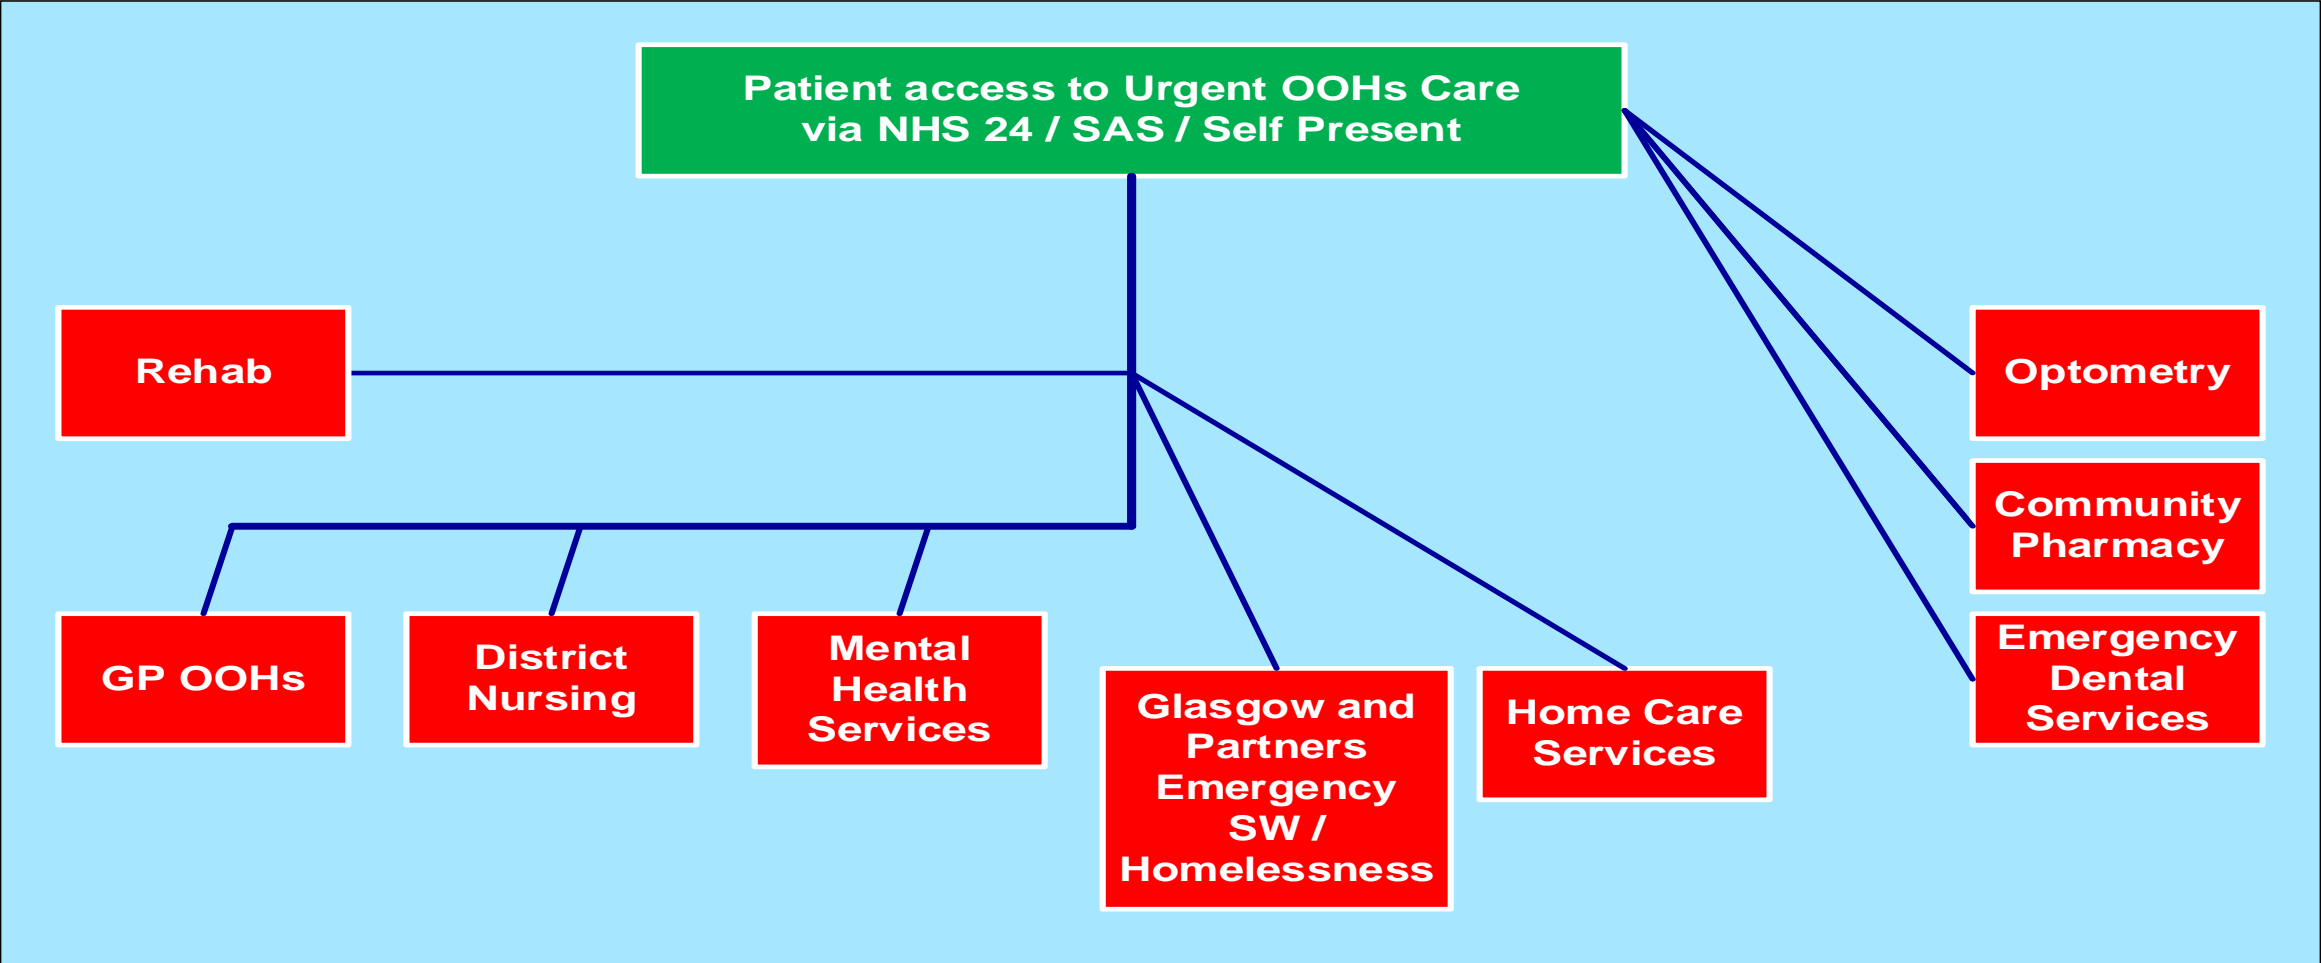 Patient access to Urgent OOHs Care
via NHS 24 / SAS / Self Present
Rehab
Optometry
Community
Pharmacy
GP OOHs
District
Nursing
Mental
Health
Services
Glasgow and
Partners
Emergency
SW /
Homelessness
Home Care
Services
Emergency
Dental
Services